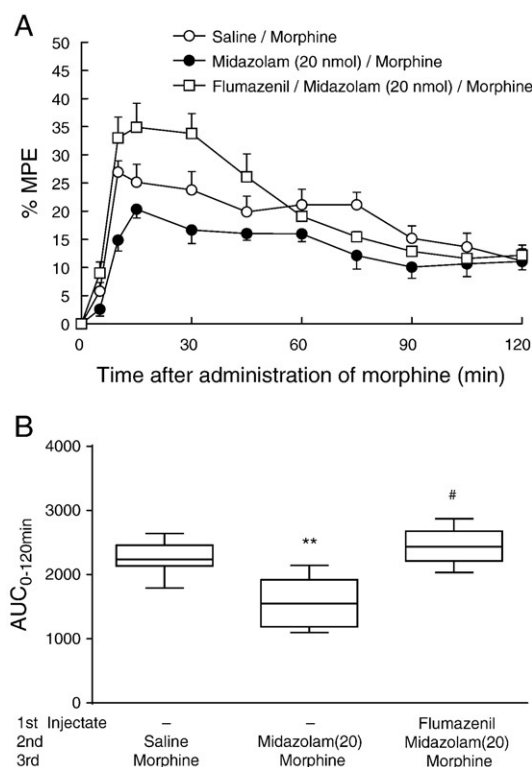 A
Saline / Morphine
Midazolam (20 nmol) / Morphine
Flumazenil / Midazolam (20 nmol) / Morphine
50
45
40
35
30
25
20
15
10
5
0
% MPE
0 30 60 90 120
Time after administration of morphine (min)
B
4000
3000
2000
1000
0
AUC0-120min
** 
#
1st Injectate – – Flumazenil
2nd Saline Midazolam(20) Midazolam(20)
3rd Morphine Morphine Morphine